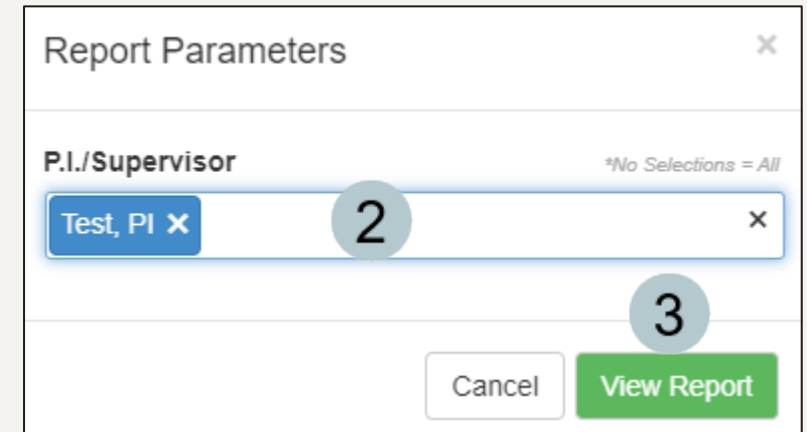 Report Parameters ×
P.I./Supervisor *No Selections = All
Test, PI × 2 ×
3
Cancel View Report